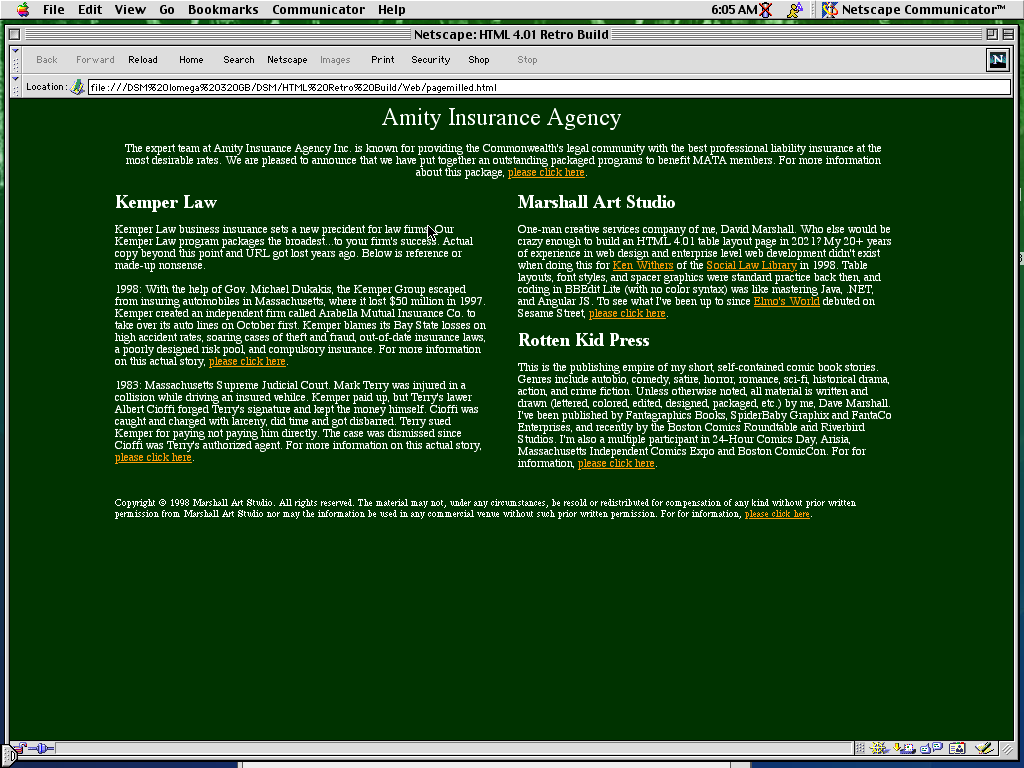 File Edit View Go Bookmarks Communicator Help 6:05 AM Netscape Communicator™
Netscape: HTML 4.01 Retro Build
Back Forward Reload Home Search Netscape Images Print Security Shop Stop
N
Location: file:///DSM%20Iomega%20320GB/DSM/HTML%20Retro%20Build/Web/pagemilled.html
Amity Insurance Agency
The expert team at Amity Insurance Agency Inc. is known for providing the Commonwealth's legal community with the best professional liability insurance at the
most desirable rates. We are pleased to announce that we have put together an outstanding packaged programs to benefit MATA members. For more information
about this package, please click here.
Kemper Law
Kemper Law business insurance sets a new precident for law firms. Our
Kemper Law program packages the broadest...to your firm's success. Actual
copy beyond this point and URL got lost years ago. Below is reference or
made-up nonsense.
1998: With the help of Gov. Michael Dukakis, the Kemper Group escaped
from insuring automobiles in Massachusetts, where it lost $50 million in 1997.
Kemper created an independent firm called Arabella Mutual Insurance Co. to
take over its auto lines on October first. Kemper blames its Bay State losses on
high accident rates, soaring cases of theft and fraud, out-of-date insurance laws,
a poorly designed risk pool, and compulsory insurance. For more information
on this actual story, please click here.
1983: Massachusetts Supreme Judicial Court. Mark Terry was injured in a
collision while driving an insured vehilce. Kemper paid up, but Terry's lawer
Albert Cioffi forged Terry's signature and kept the money himself. Cioffi was
caught and charged with larceny, did time and got disbarred. Terry sued
Kemper for paying not paying him directly. The case was dismissed since
Cioffi was Terry's authorized agent. For more information on this actual story,
please click here.
Marshall Art Studio
One-man creative services company of me, David Marshall. Who else would be
crazy enough to build an HTML 4.01 table layout page in 2021? My 20+ years
of experience in web design and enterprise level web development didn't exist
when doing this for Ken Withers of the Social Law Library in 1998. Table
layouts, font styles, and spacer graphics were standard practice back then, and
coding in BBEdit Lite (with no color syntax) was like mastering Java, .NET,
and Angular JS. To see what I've been up to since Elmo's World debuted on
Sesame Street, please click here.
Rotten Kid Press
This is the publishing empire of my short, self-contained comic book stories.
Genres include autobio, comedy, satire, horror, romance, sci-fi, historical drama,
action, and crime fiction. Unless otherwise noted, all material is written and
drawn (lettered, colored, edited, designed, packaged, etc.) by me, Dave Marshall.
I've been published by Fantagraphics Books, SpiderBaby Graphix and FantaCo
Enterprises, and recently by the Boston Comics Roundtable and Riverbird
Studios. I'm also a multiple participant in 24-Hour Comics Day, Arisia,
Massachusetts Independent Comics Expo and Boston ComicCon. For for
information, please click here.
Copyright © 1998 Marshall Art Studio. All rights reserved. The material may not, under any circumstances, be resold or redistributed for compensation of any kind without prior written
permission from Marshall Art Studio nor may the information be used in any commercial venue without such prior written permission. For for information, please click here.